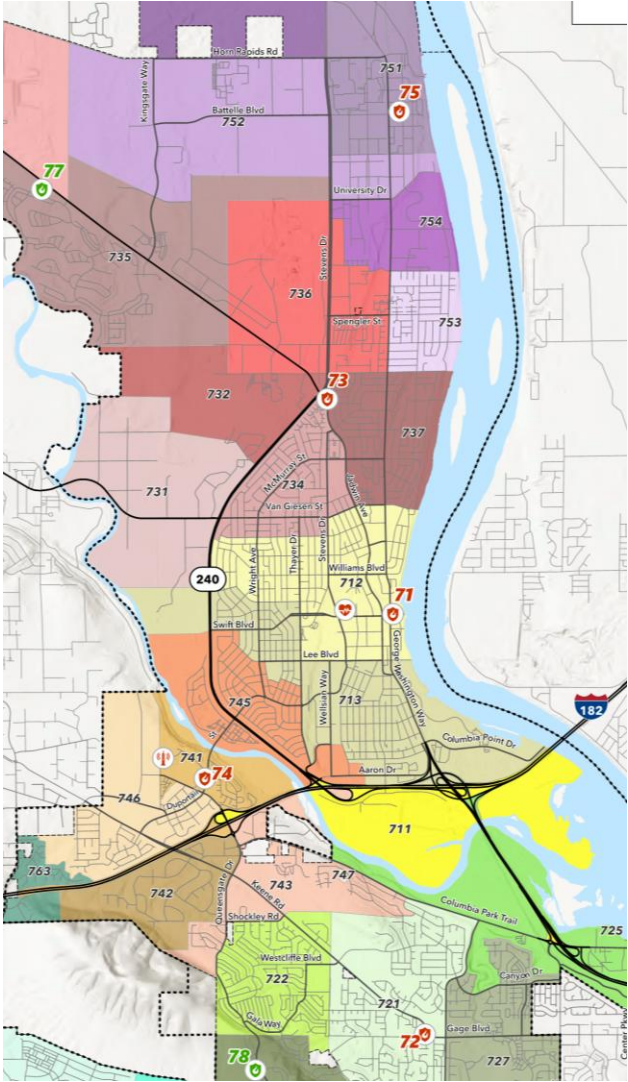 Horn Rapids Rd
751
Kingsgate Way
75
Battelle Blvd
752
77
University Dr
754
735
Stevens Dr
736
Spengler St
753
73
732
737
McMurray St
734
Jadwin Ave
731
Van Giesen St
Wright Ave
Thayer Dr
Stevens Dr
Williams Blvd
712
240
71
Swift Blvd
Lee Blvd
George Washington Way
Wellsian Way
745
713
182
St
Columbia Point Dr
741
74
Aaron Dr
746
Duportail
711
763
742
Queensgate Dr
743
747
Keene Rd
Shockley Rd
Columbia Park Trail
725
Westcliffe Blvd
722
Canyon Dr
721
Gala Way
72
Gage Blvd
Center Pkwy
78
727